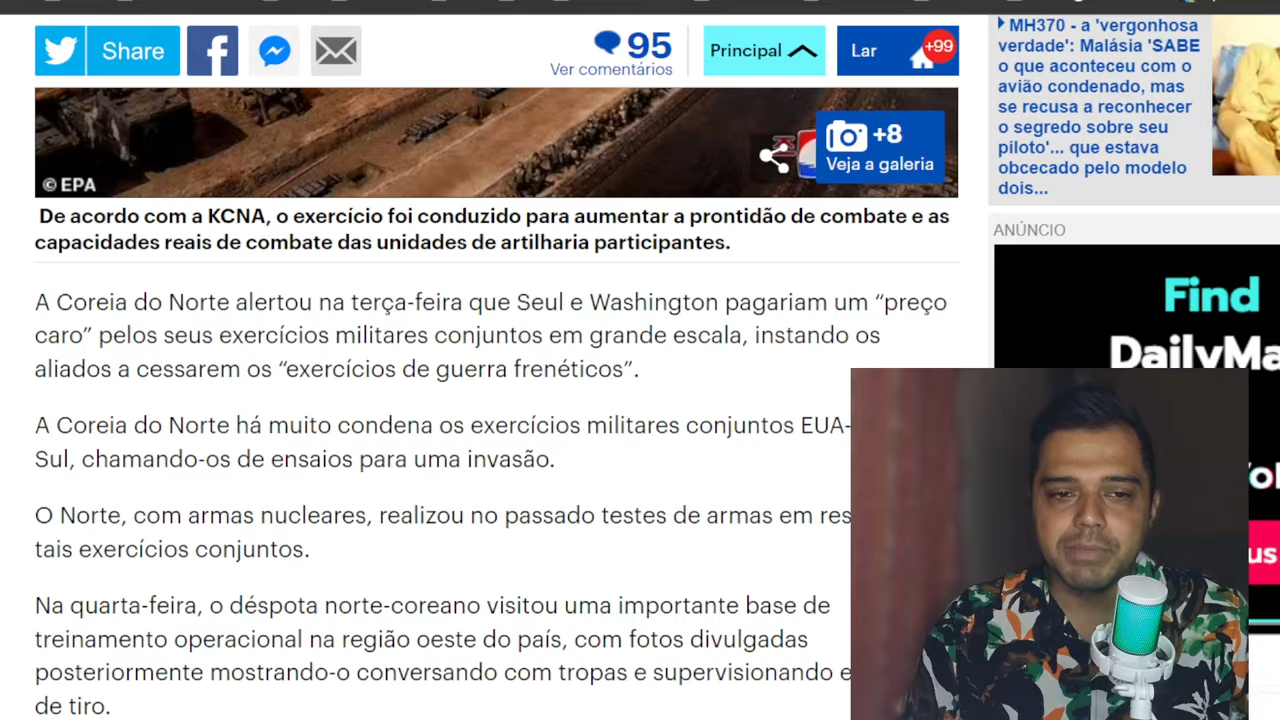 Share
95
Ver comentários
Principal
Lar
+99
+8
Veja a galeria
© EPA
De acordo com a KCNA, o exercício foi conduzido para aumentar a prontidão de combate e as
capacidades reais de combate das unidades de artilharia participantes.
A Coreia do Norte alertou na terça-feira que Seul e Washington pagariam um “preço
caro” pelos seus exercícios militares conjuntos em grande escala, instando os
aliados a cessarem os “exercícios de guerra frenéticos”.
A Coreia do Norte há muito condena os exercícios militares conjuntos EUA-
Sul, chamando-os de ensaios para uma invasão.
O Norte, com armas nucleares, realizou no passado testes de armas em res
tais exercícios conjuntos.
Na quarta-feira, o déspota norte-coreano visitou uma importante base de
treinamento operacional na região oeste do país, com fotos divulgadas
posteriormente mostrando-o conversando com tropas e supervisionando e
de tiro.
MH370 - a 'vergonhosa
verdade': Malásia 'SABE
o que aconteceu com o
avião condenado, mas
se recusa a reconhecer
o segredo sobre seu
piloto'... que estava
obcecado pelo modelo
dois...
ANÚNCIO
Find
DailyMa
us